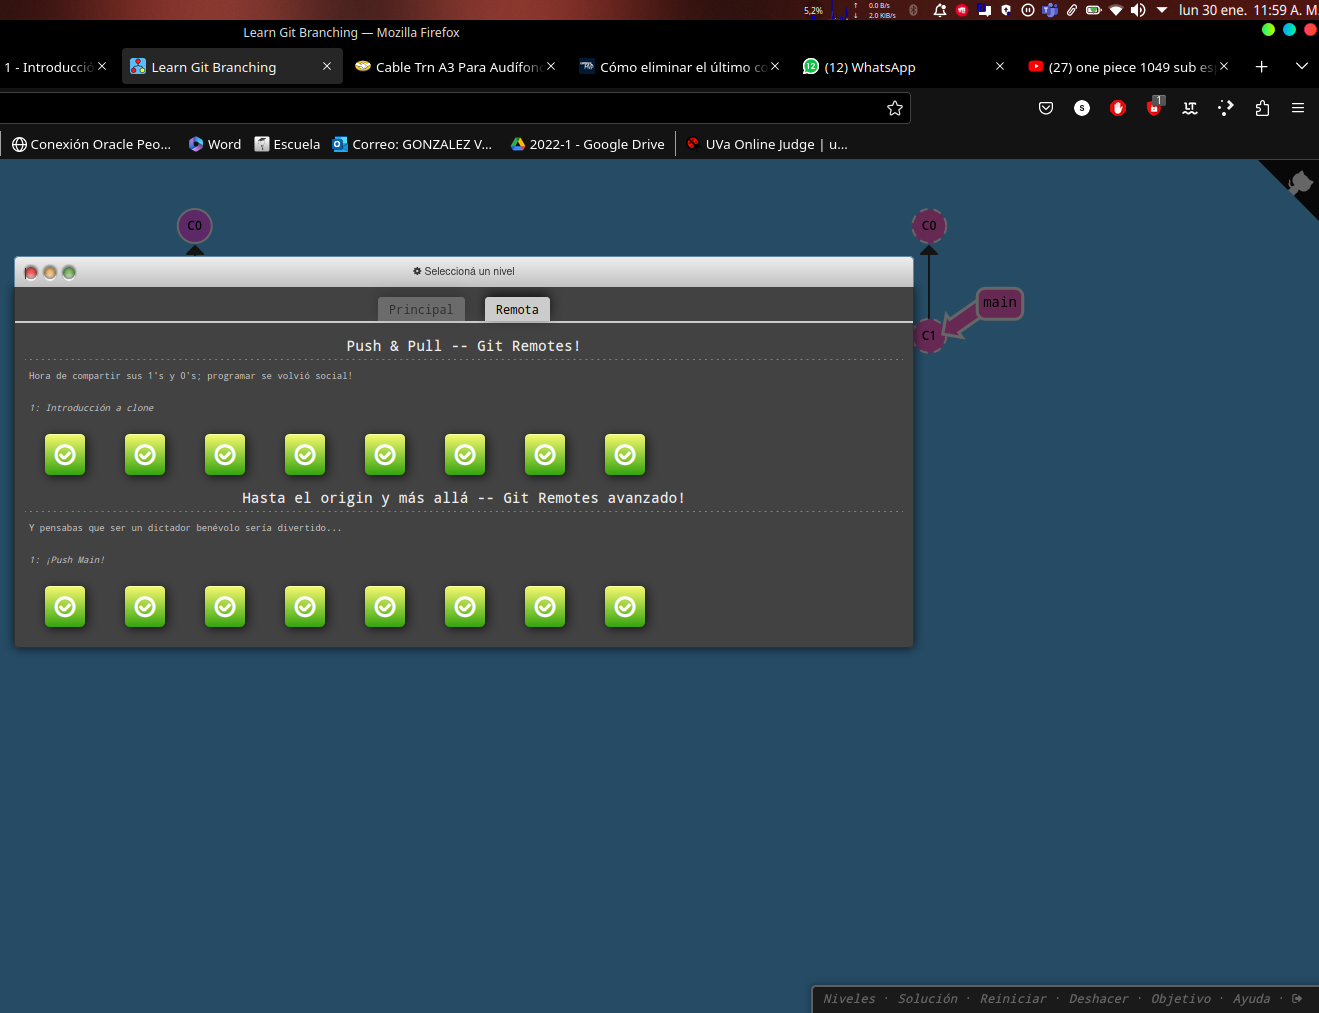 5,2%
0.0 B/s
2.0 KiB/s
lun 30 ene. 11:59 A. M
Learn Git Branching — Mozilla Firefox
1 - Introducció
Learn Git Branching
Cable Trn A3 Para Audífono
Cómo eliminar el último co
(12) WhatsApp
(27) one piece 1049 sub esp
1
Conexión Oracle Peo...
Word
Escuela
Correo: GONZALEZ V...
2022-1 - Google Drive
UVa Online Judge | u...
C0
C0
Seleccioná un nivel
main
C1
Principal
Remota
Push & Pull -- Git Remotes!
Hora de compartir sus 1's y 0's; programar se volvió social!
1: Introducción a clone
Hasta el origin y más allá -- Git Remotes avanzado!
Y pensabas que ser un dictador benévolo sería divertido...
1: ¡Push Main!
Niveles · Solución · Reiniciar · Deshacer · Objetivo · Ayuda ·